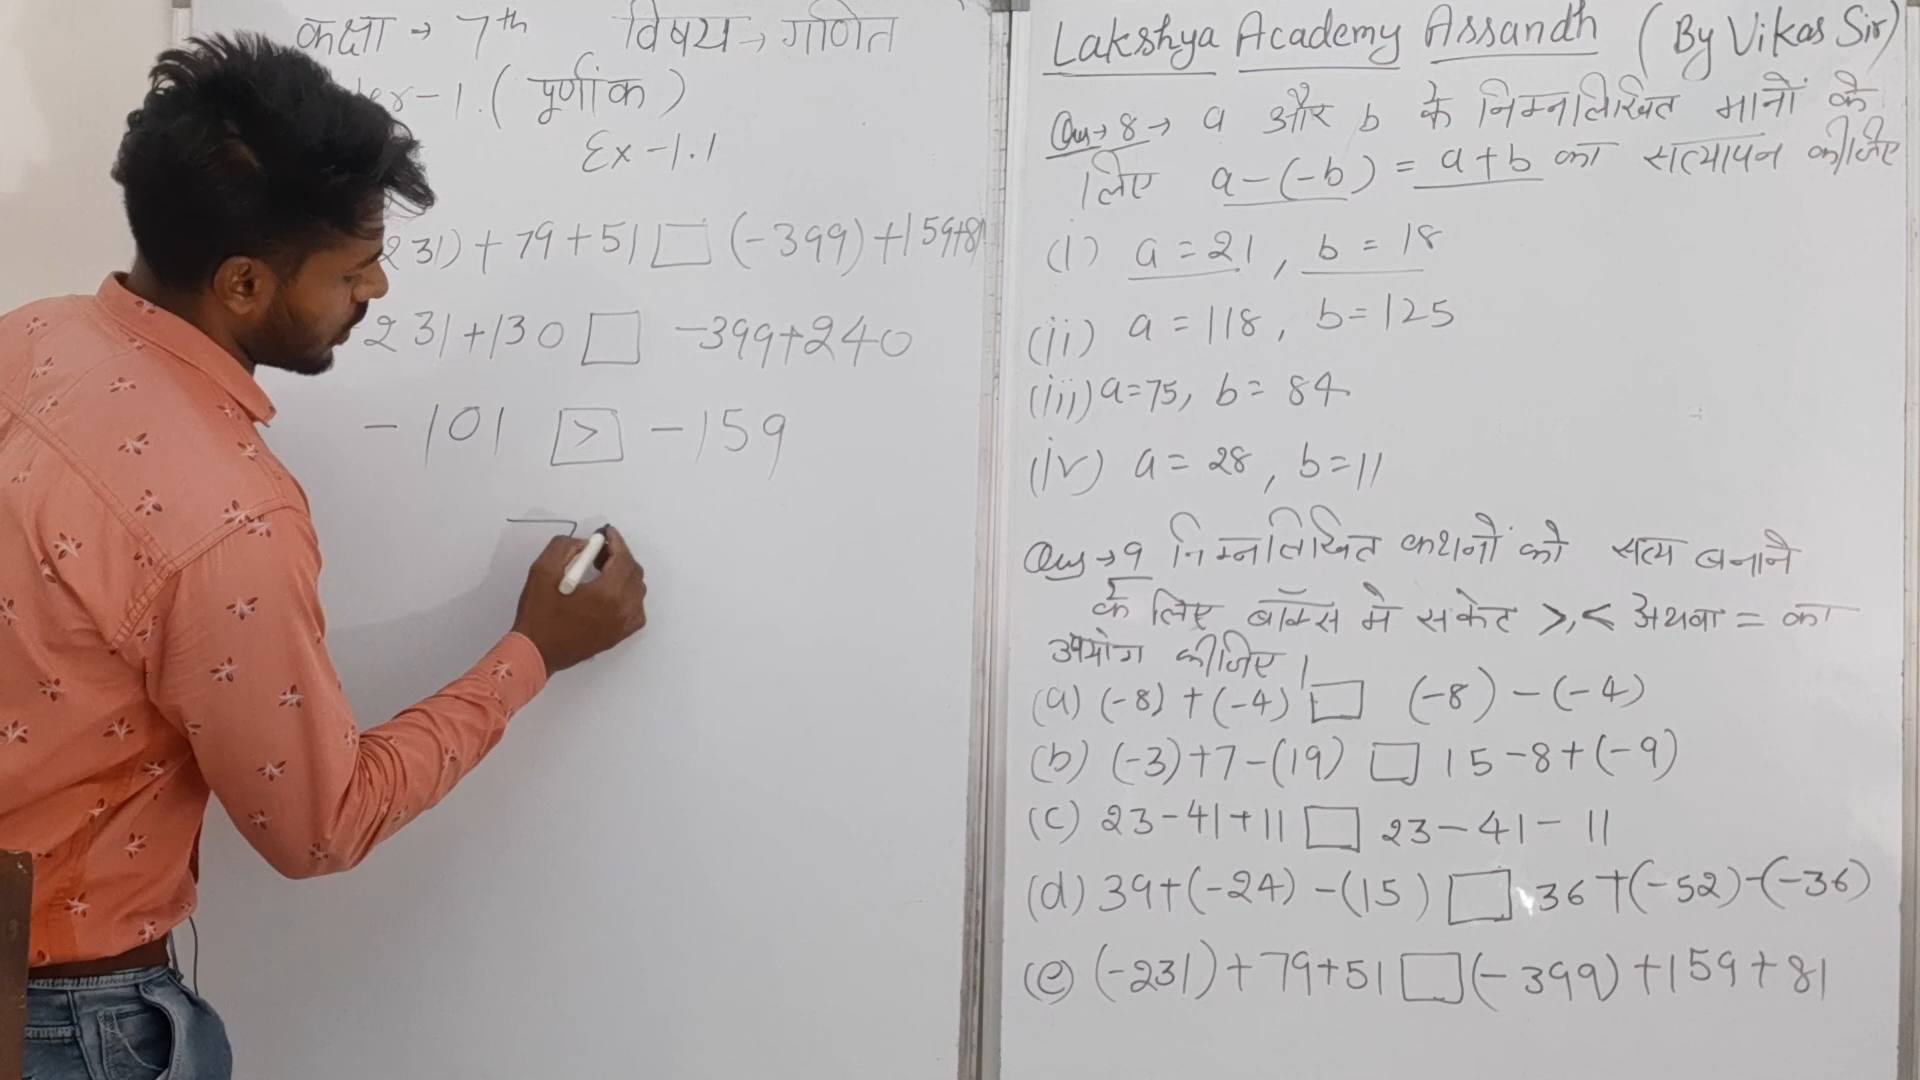 कक्षा → 7th विषय → गणित
-1. (पूर्णांक)
Ex-1.1
231) + 79 + 51 □ (-399) + 159+81
-231+130 □ -399+240
-101 > -159
Lakshya Academy Assandh (By Vikas Sir)
Qus→8→ a और b के निम्नलिखित मानों के
लिए a-(-b) = a+b का सत्यापन कीजिए
(i) a=21, b=18
(ii) a=118, b=125
(iii) a=75, b=84
(iv) a=28, b=11
Qus→9 निम्नलिखित कथनों को सत्य बनाने
के लिए बॉक्स मे सकेट >,< अथवा = का
उपयोग कीजिए।
(a) (-8)+(-4) □ (-8)-(-4)
(b) (-3)+7-(19) □ 15-8+(-9)
(c) 23-41+11 □ 23-41-11
(d) 39+(-24)-(15) □ 36+(-52)-(-36)
(e) (-231)+79+51 □ (-399)+159+81